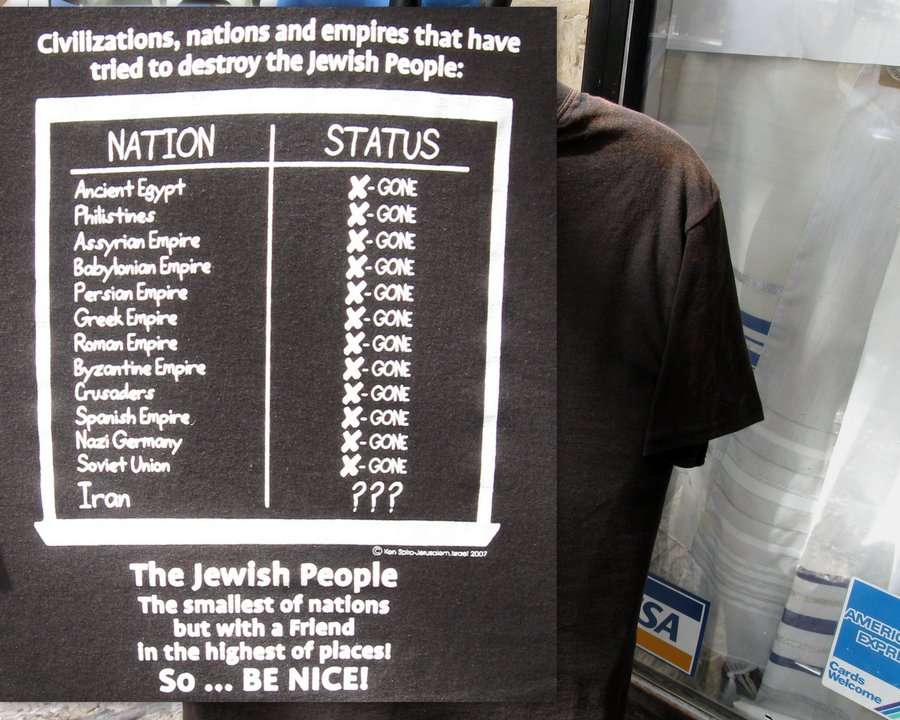 Civilizations, nations and empires that have
tried to destroy the Jewish People:
NATION STATUS
Ancient Egypt X - GONE
Philistines X - GONE
Assyrian Empire X - GONE
Babylonian Empire X - GONE
Persian Empire X - GONE
Greek Empire X - GONE
Roman Empire X - GONE
Byzantine Empire X - GONE
Crusaders X - GONE
Spanish Empire X - GONE
Nazi Germany X - GONE
Soviet Union X - GONE
Iran ???
© Ken Spiro-Jerusalem, Israel 2007
The Jewish People
The smallest of nations
but with a Friend
in the highest of places!
So ... BE NICE!
ISA
AMERIC
EXPR
Cards
Welcome